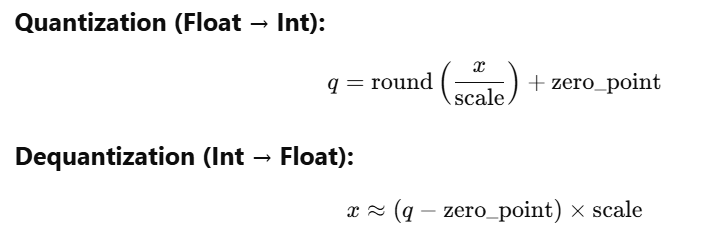 Quantization (Float → Int):
q = round(x/scale) + zero_point
Dequantization (Int → Float):
x ≈ (q − zero_point) × scale